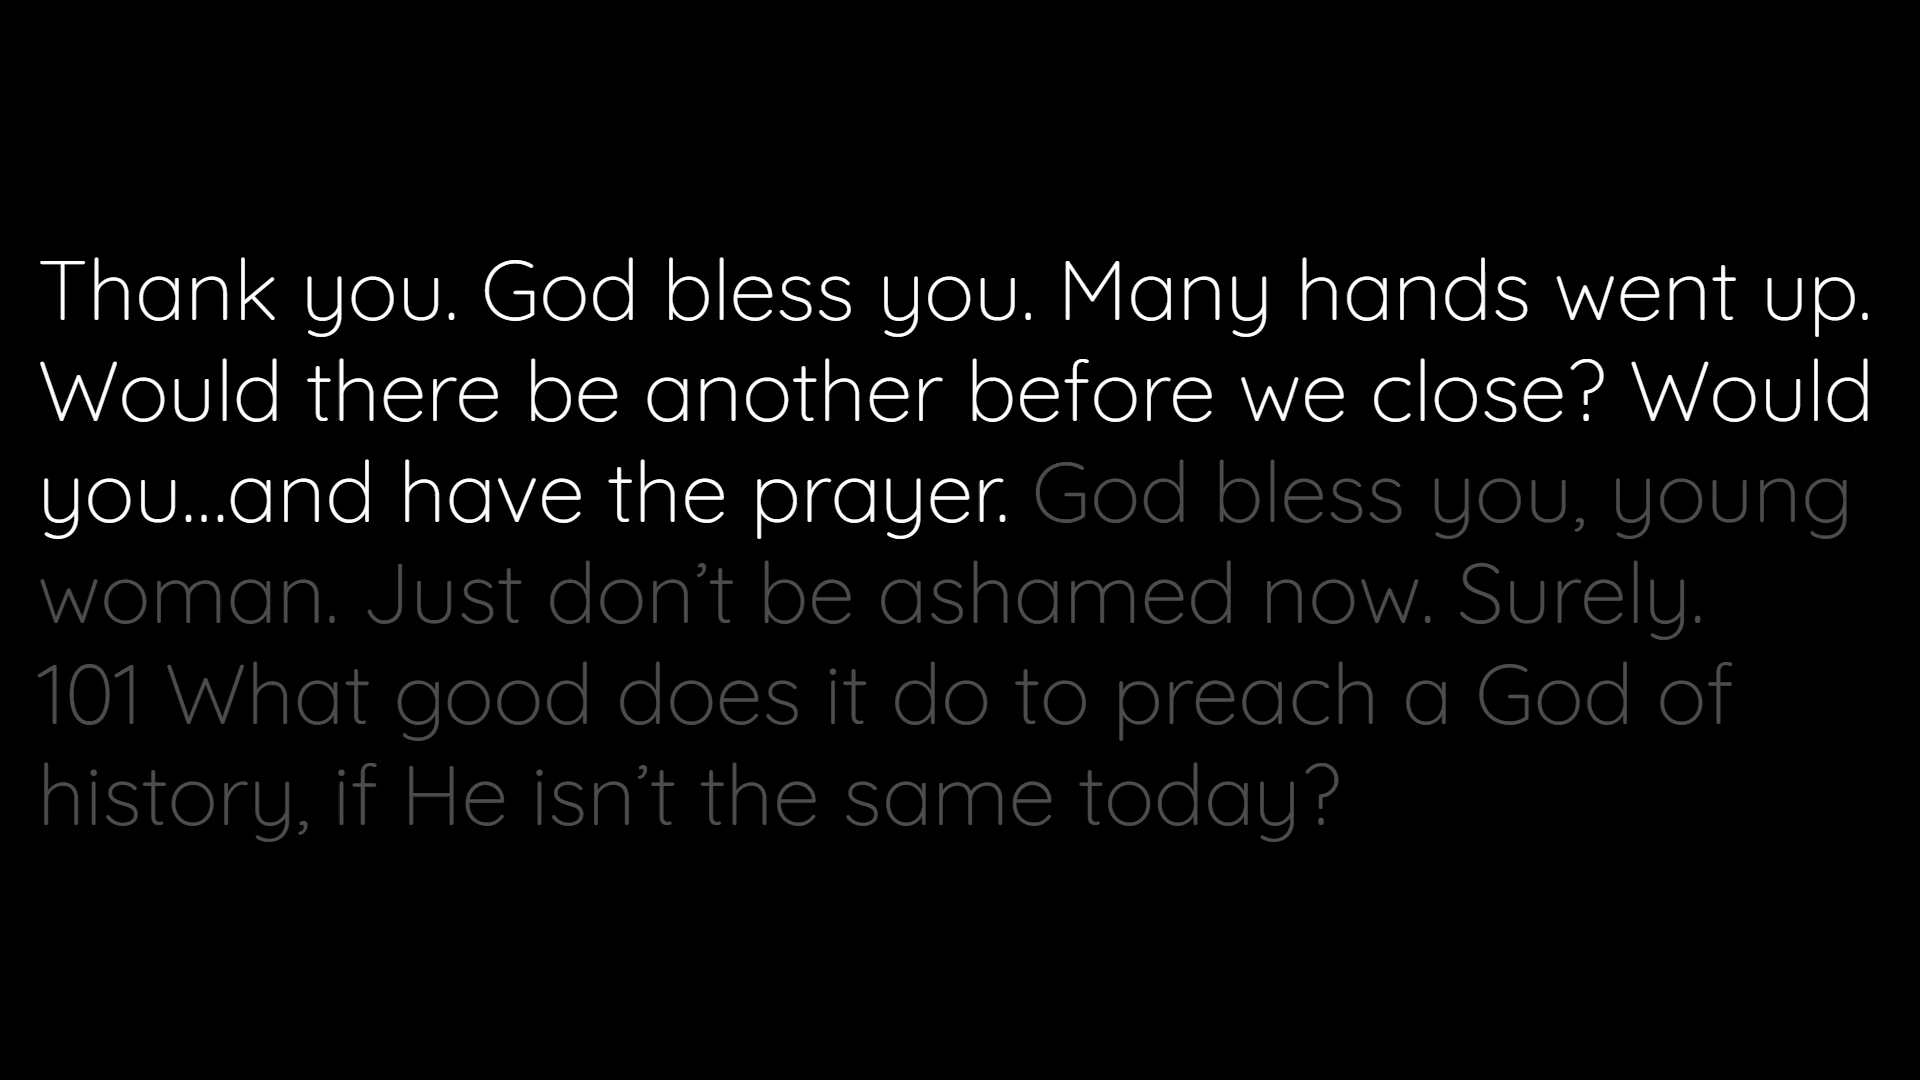 Thank you. God bless you. Many hands went up.
Would there be another before we close? Would
you...and have the prayer. God bless you, young
woman. Just don’t be ashamed now. Surely.
101 What good does it do to preach a God of
history, if He isn’t the same today?